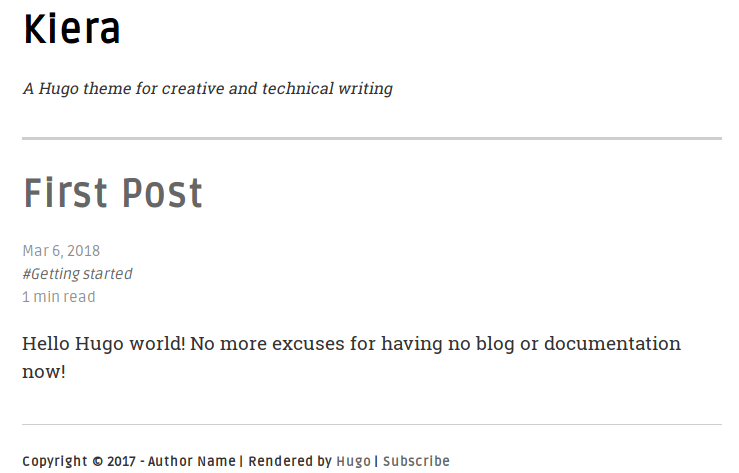 Kiera
A Hugo theme for creative and technical writing
First Post
Mar 6, 2018
#Getting started
1 min read
Hello Hugo world! No more excuses for having no blog or documentation
now!
Copyright © 2017 - Author Name | Rendered by Hugo | Subscribe